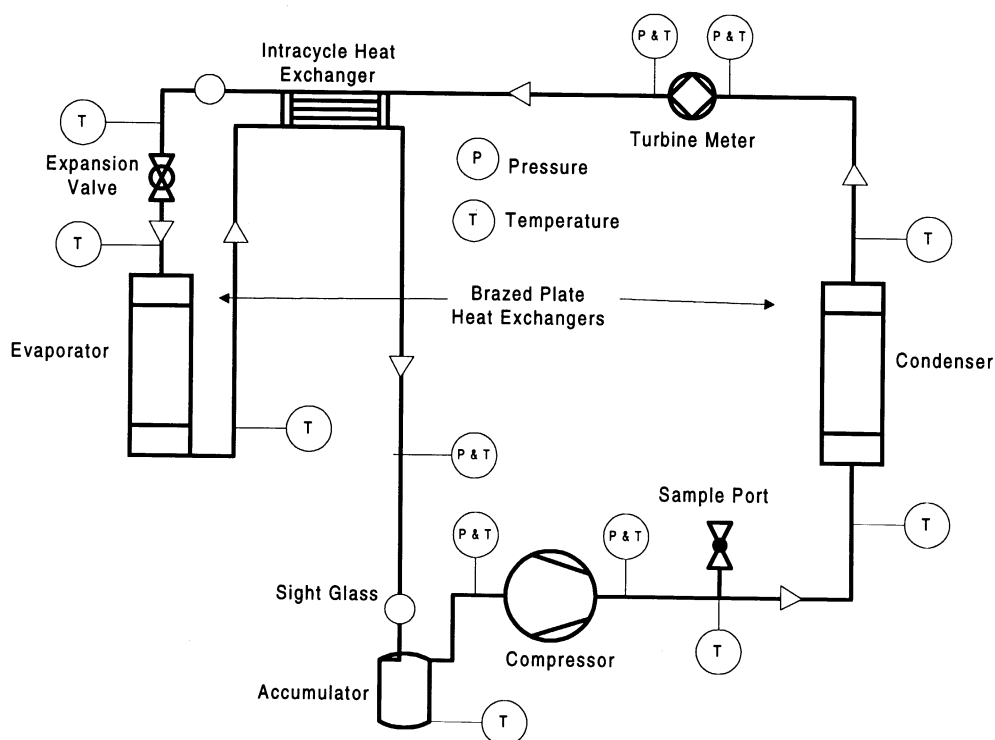 P & T
P & T
Intracycle Heat
Exchanger
T
Turbine Meter
Expansion
Valve
P
Pressure
T
Temperature
T
T
Brazed Plate
Heat Exchangers
Evaporator
Condenser
T
P & T
Sample Port
P & T
P & T
T
Sight Glass
Compressor
T
Accumulator
T